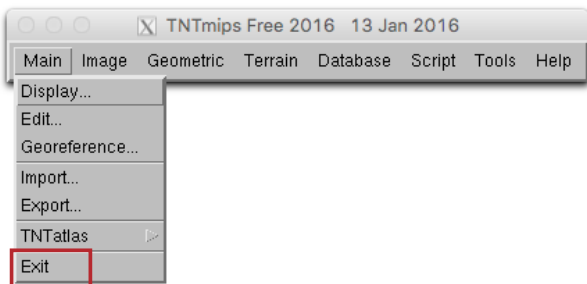 TNTmips Free 2016 13 Jan 2016
Main Image Geometric Terrain Database Script Tools Help
Display...
Edit...
Georeference...
Import...
Export...
TNTatlas
Exit